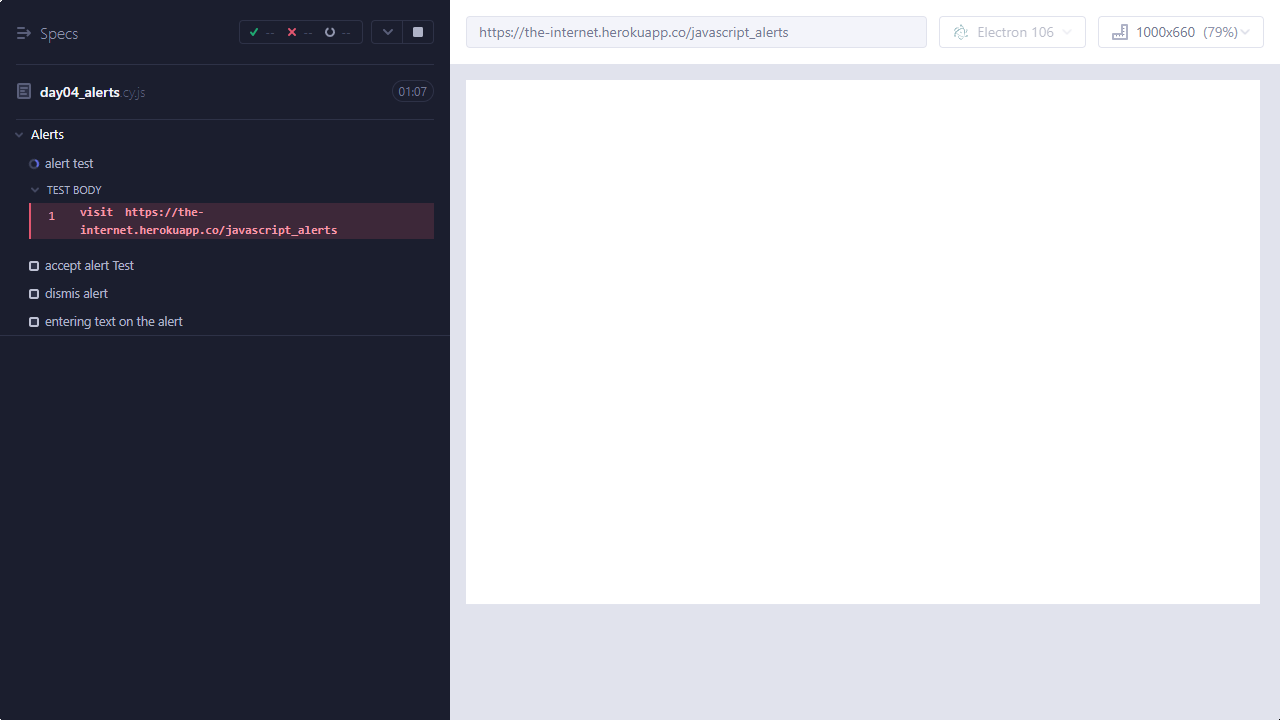 Specs
--
--
--
https://the-internet.herokuapp.co/javascript_alerts
Electron 106
1000x660 (79%)
day04_alerts.cy.js
01:07
Alerts
alert test
TEST BODY
1 visit https://the-
internet.herokuapp.co/javascript_alerts
accept alert Test
dismis alert
entering text on the alert